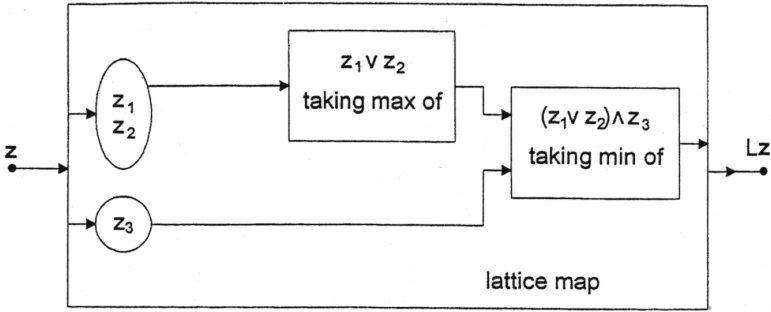 z
z₁
z₂
z₃
z₁ ∨ z₂
taking max of
(z₁∨ z₂)∧ z₃
taking min of
Lz
lattice map